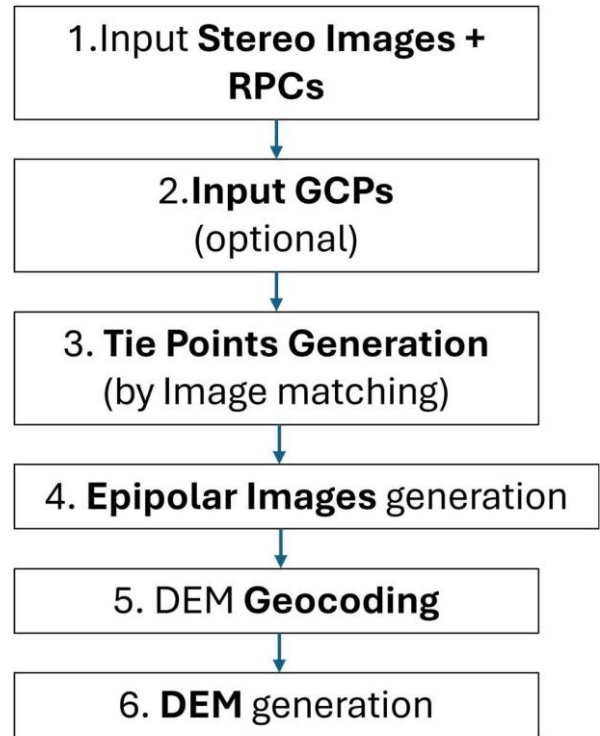 1.Input Stereo Images +
RPCs
2.Input GCPs
(optional)
3. Tie Points Generation
(by Image matching)
4. Epipolar Images generation
5. DEM Geocoding
6. DEM generation